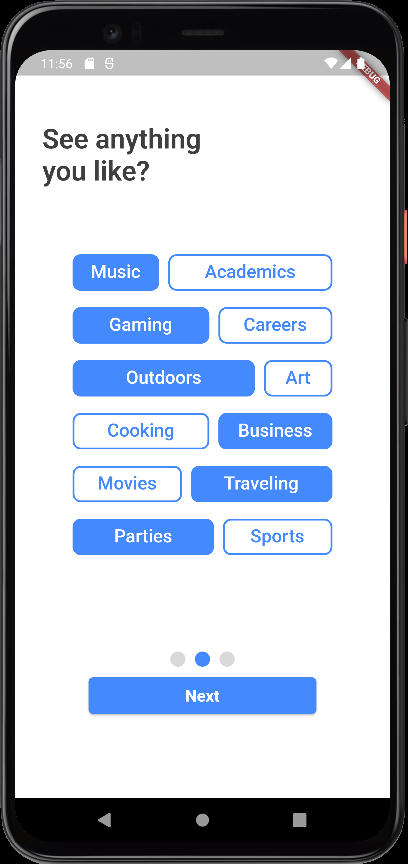 11:56
See anything
you like?
Music Academics
Gaming Careers
Outdoors Art
Cooking Business
Movies Traveling
Parties Sports
Next